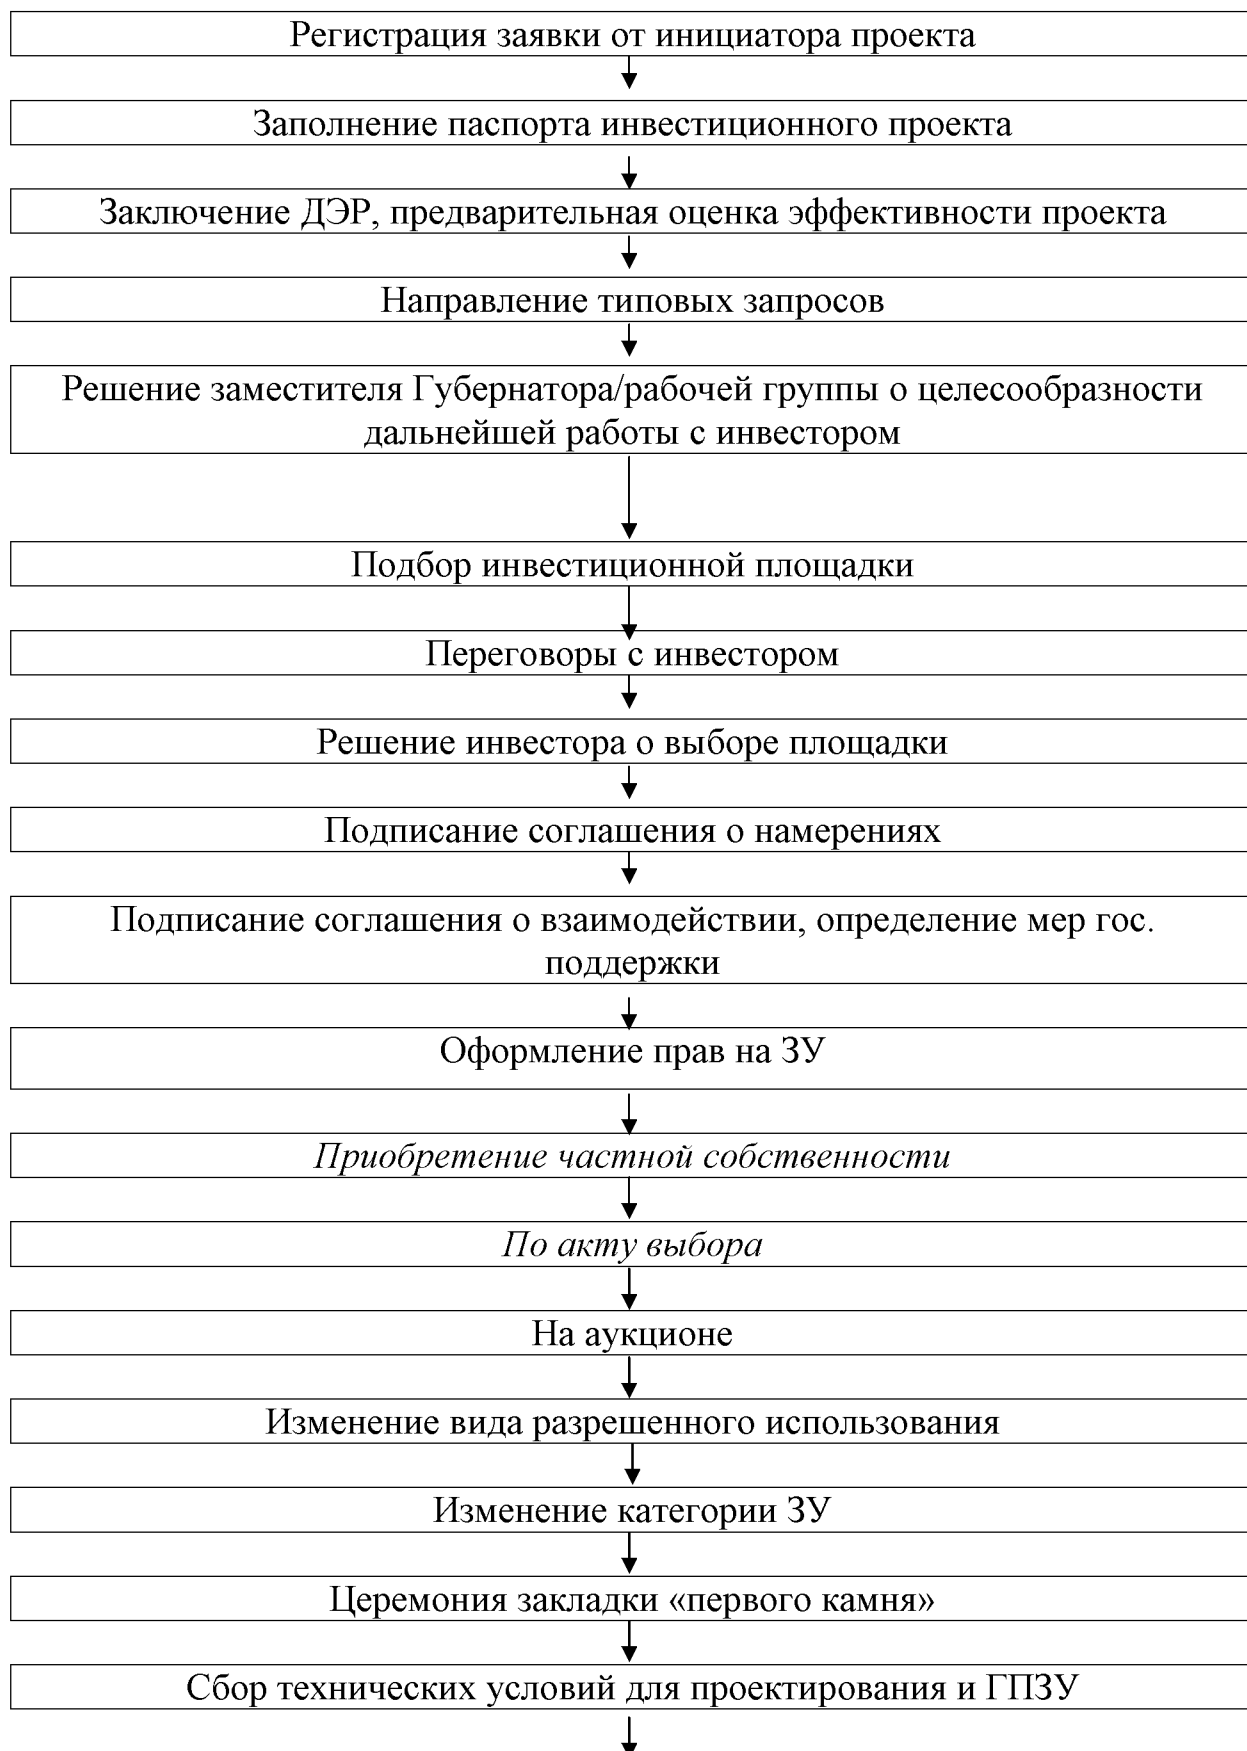 Регистрация заявки от инициатора проекта
Заполнение паспорта инвестиционного проекта
Заключение ДЭР, предварительная оценка эффективности проекта
Направление типовых запросов
Решение заместителя Губернатора/рабочей группы о целесообразности
дальнейшей работы с инвестором
Подбор инвестиционной площадки
Переговоры с инвестором
Решение инвестора о выборе площадки
Подписание соглашения о намерениях
Подписание соглашения о взаимодействии, определение мер гос.
поддержки
Оформление прав на ЗУ
Приобретение частной собственности
По акту выбора
На аукционе
Изменение вида разрешенного использования
Изменение категории ЗУ
Церемония закладки «первого камня»
Сбор технических условий для проектирования и ГПЗУ